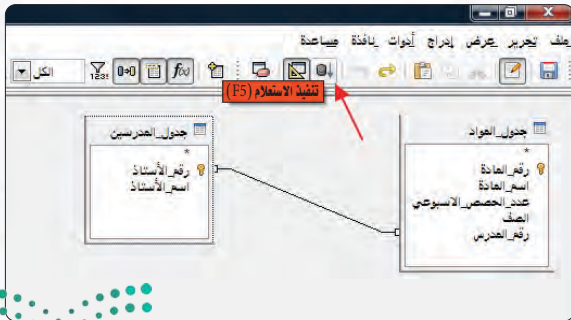 ملف تحرير عرض إدراج أدوات نافذة مساعدة
الكل
تنفيذ الاستعلام (F5)
جدول_المواد
*
رقم_المادة
اسم_المادة
عدد_الحصص_الاسبوعي
الصف
رقم_المدرس
جدول_المدرسين
*
رقم_الأستاذ
اسم_الأستاذ